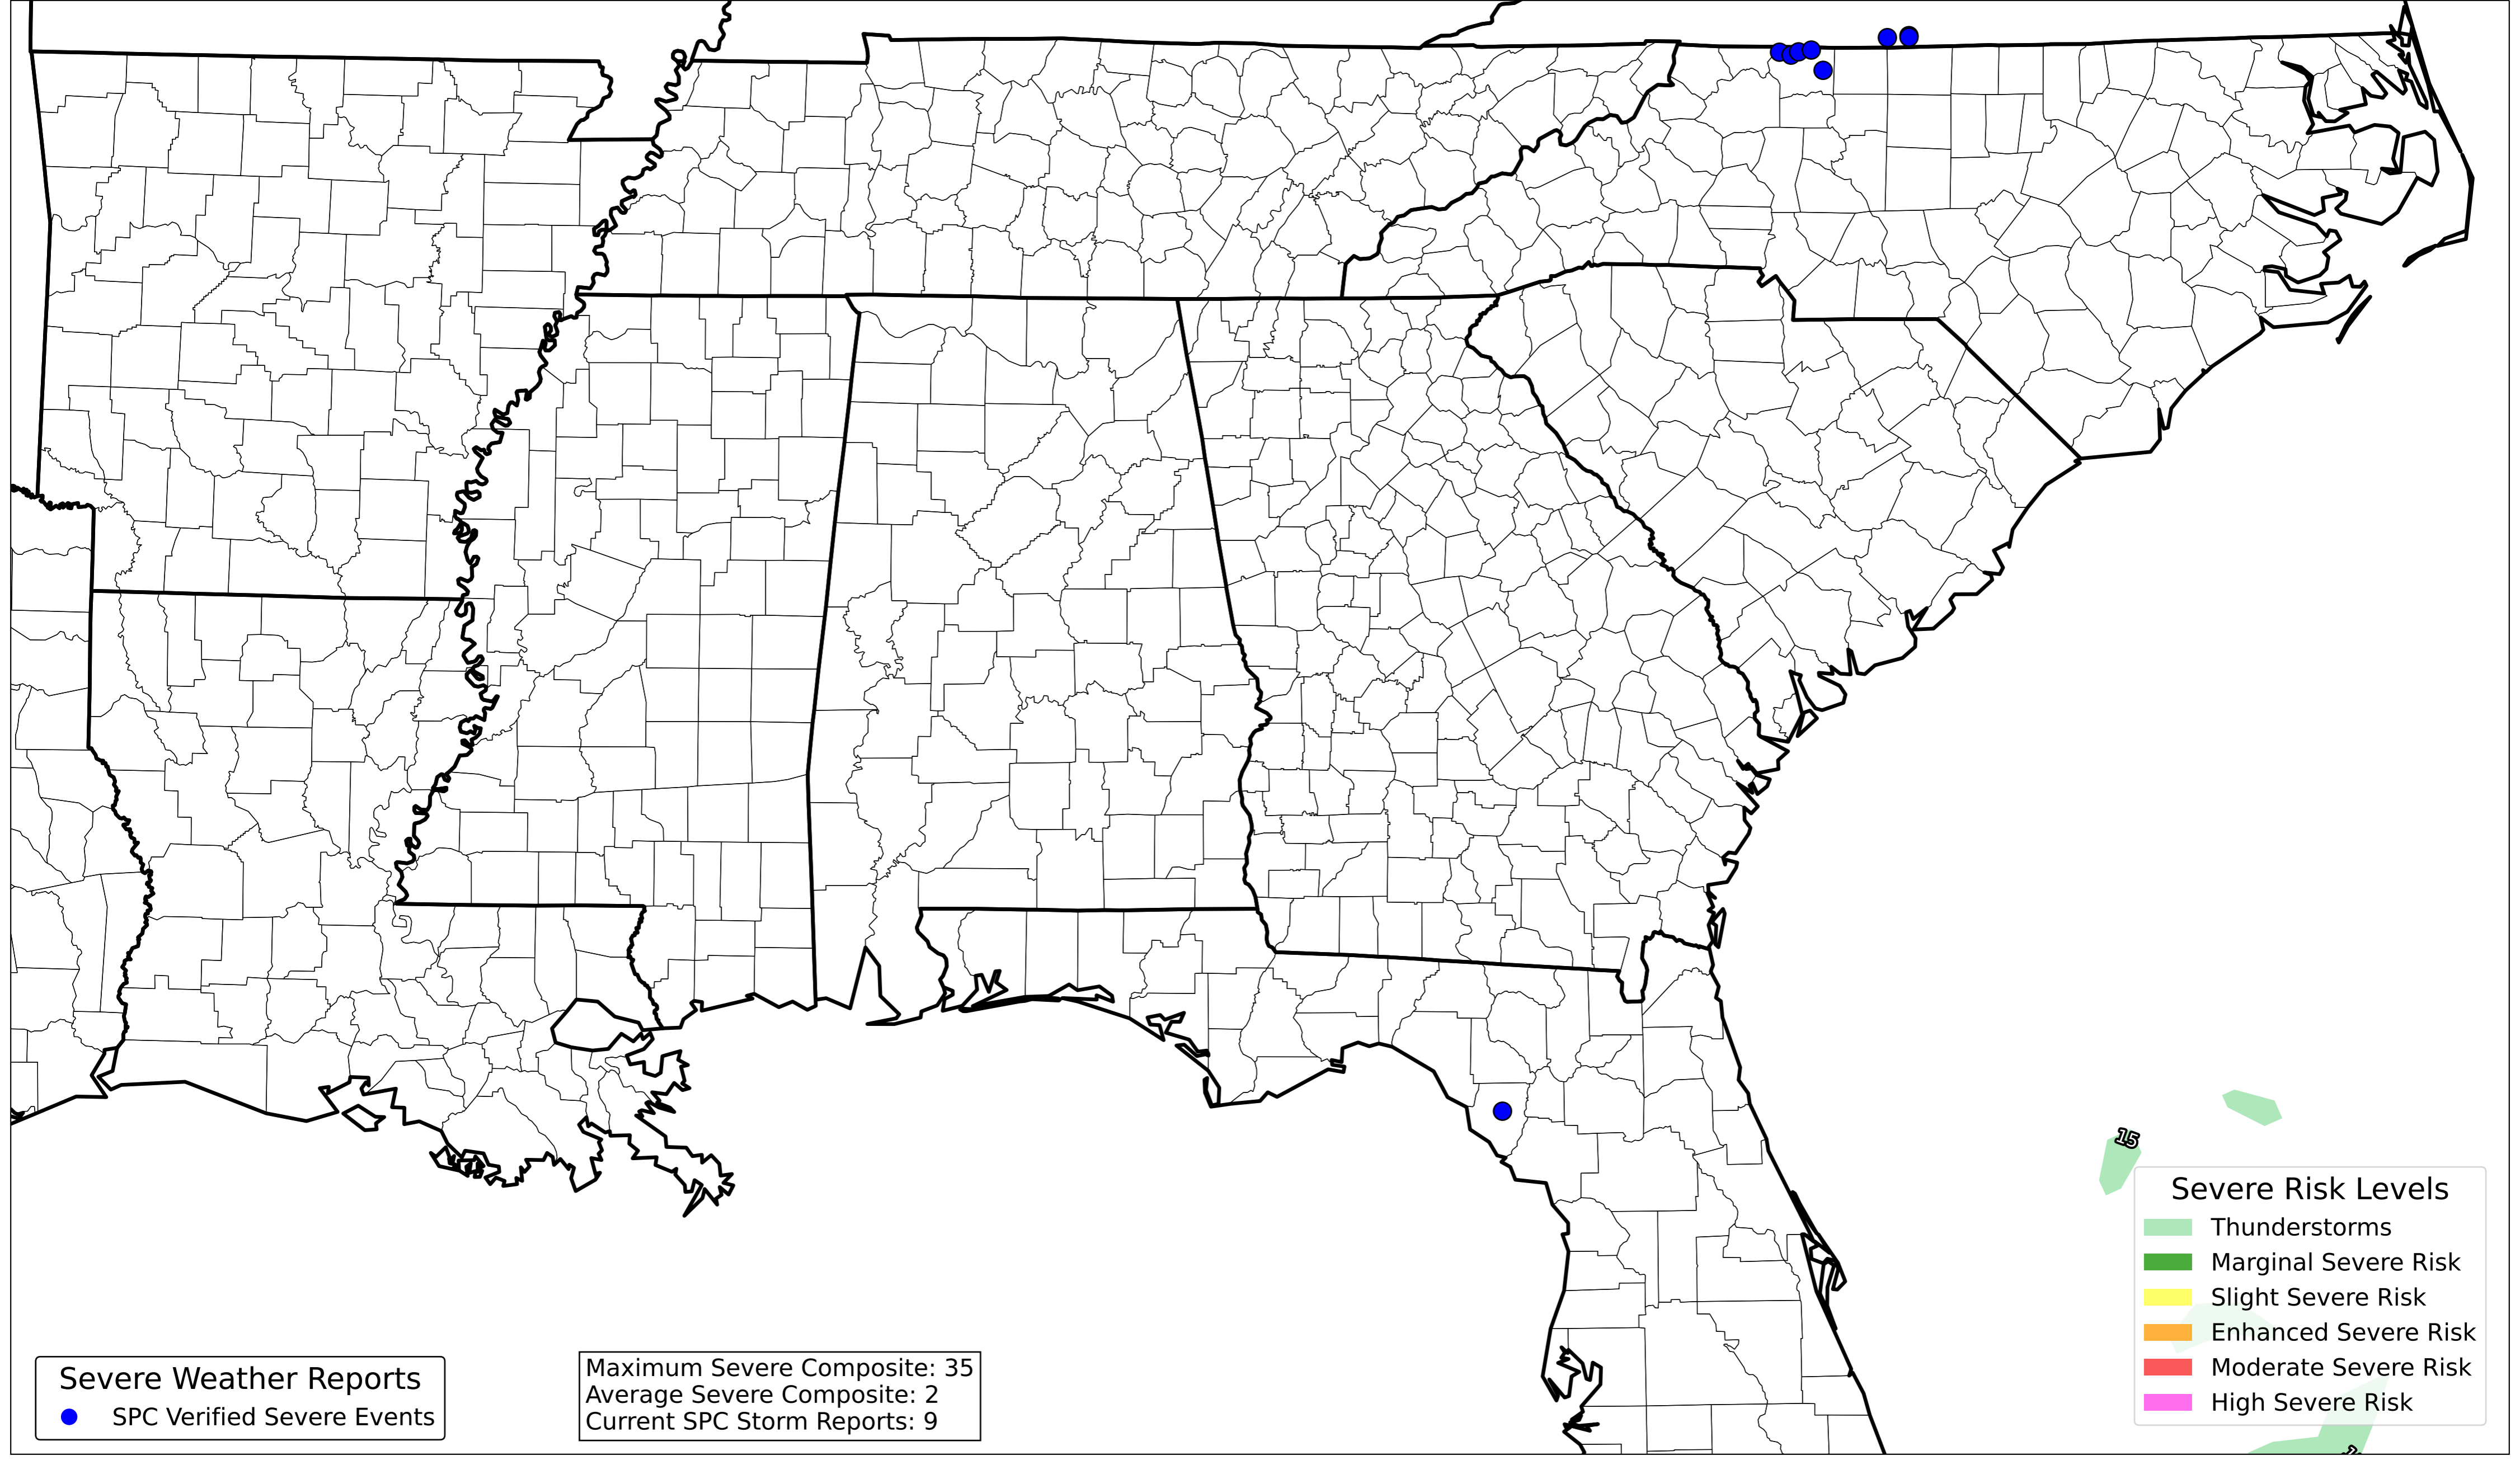 15
Severe Risk Levels
Thunderstorms
Marginal Severe Risk
Slight Severe Risk
Enhanced Severe Risk
Moderate Severe Risk
High Severe Risk
Severe Weather Reports
SPC Verified Severe Events
Maximum Severe Composite: 35
Average Severe Composite: 2
Current SPC Storm Reports: 9